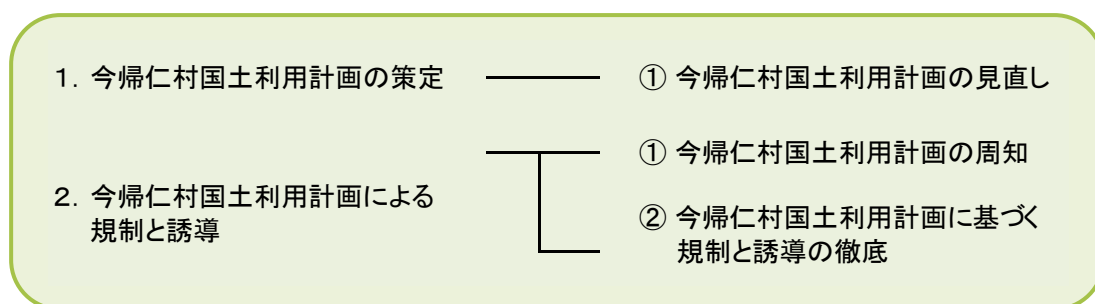 1．今帰仁村国土利用計画の策定
① 今帰仁村国土利用計画の見直し
2．今帰仁村国土利用計画による
規制と誘導
① 今帰仁村国土利用計画の周知
② 今帰仁村国土利用計画に基づく
規制と誘導の徹底